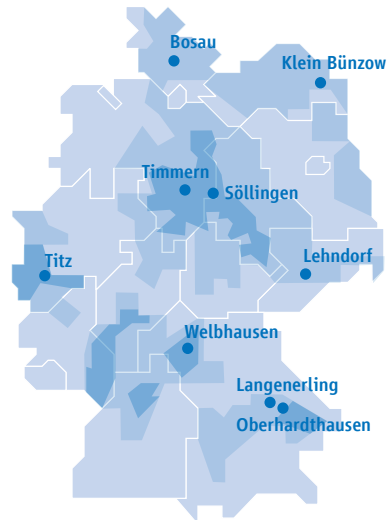 Bosau
Klein Bünzow
Timmern
Söllingen
Titz
Lehndorf
Welbhausen
Langenerling
Oberhardthausen